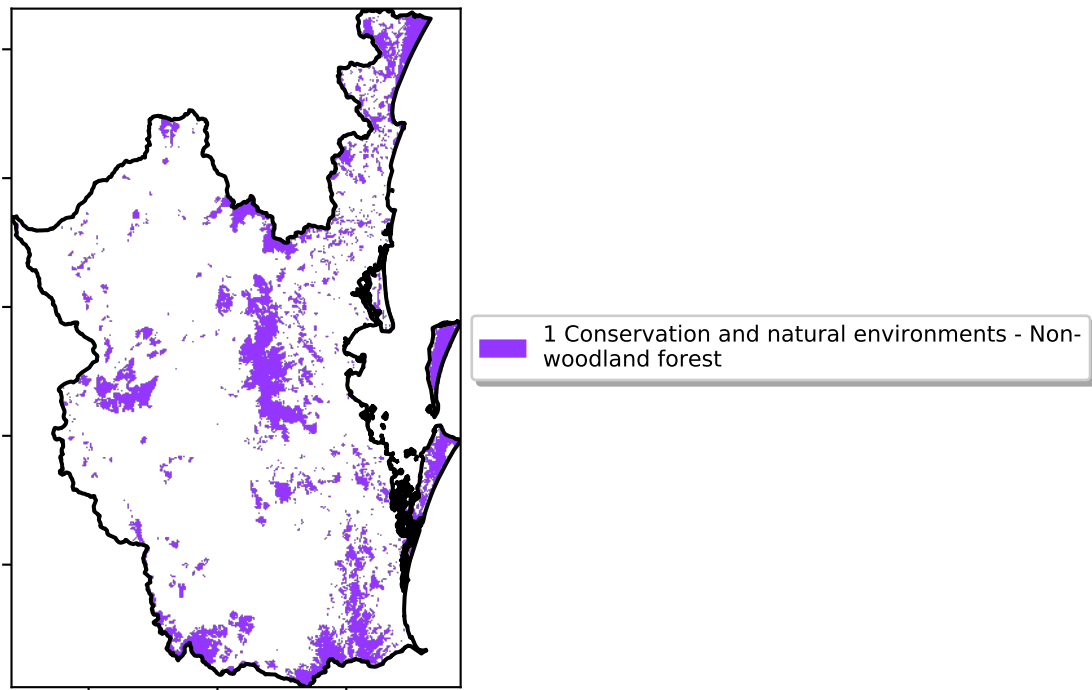 1 Conservation and natural environments - Non-
woodland forest